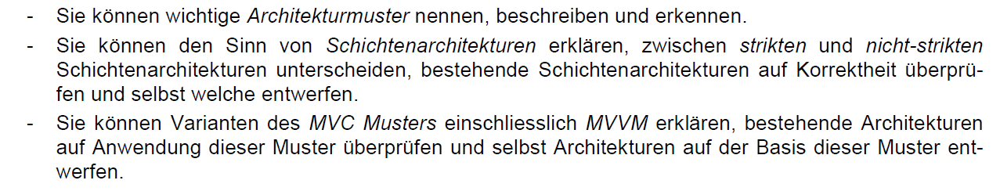 - Sie können wichtige Architekturmuster nennen, beschreiben und erkennen.
- Sie können den Sinn von Schichtenarchitekturen erklären, zwischen strikten und nicht-strikten
Schichtenarchitekturen unterscheiden, bestehende Schichtenarchitekturen auf Korrektheit überprü-
fen und selbst welche entwerfen.
- Sie können Varianten des MVC Musters einschliesslich MVVM erklären, bestehende Architekturen
auf Anwendung dieser Muster überprüfen und selbst Architekturen auf der Basis dieser Muster ent-
werfen.